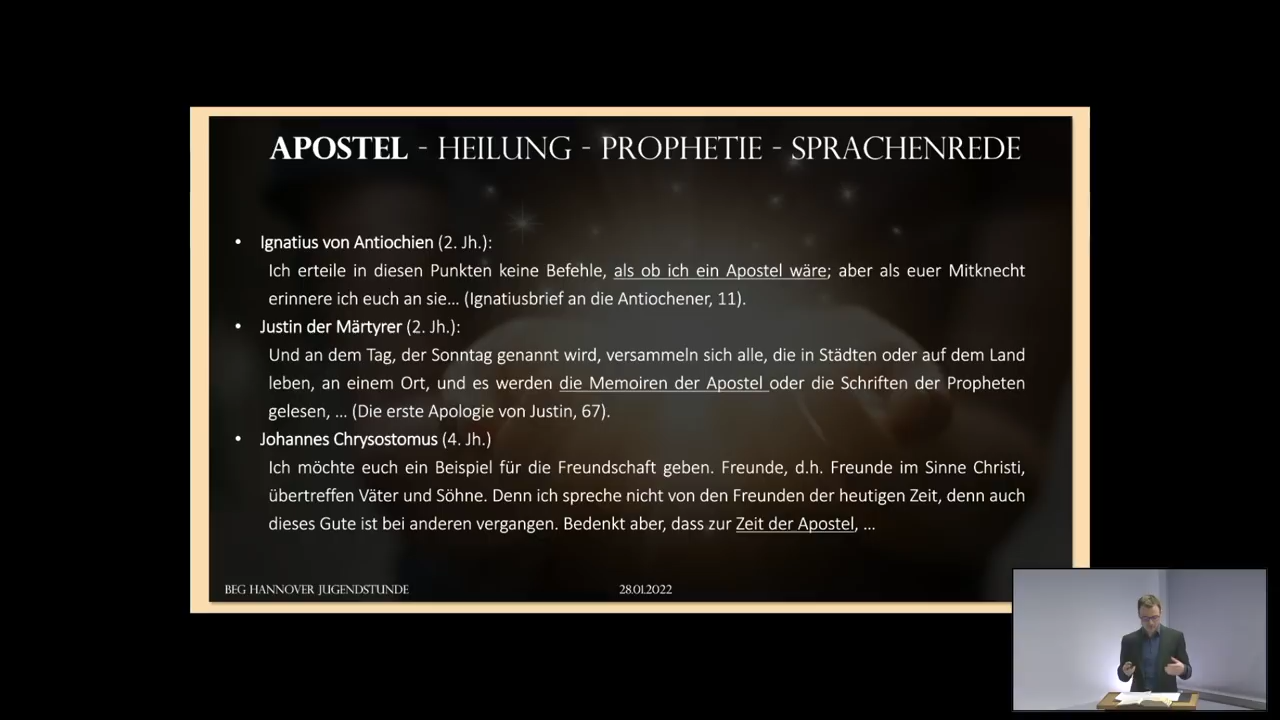 APOSTEL - HEILUNG - PROPHETIE - SPRACHENREDE
• Ignatius von Antiochien (2. Jh.):
Ich erteile in diesen Punkten keine Befehle, als ob ich ein Apostel wäre; aber als euer Mitknecht
erinnere ich euch an sie... (Ignatiusbrief an die Antiochener, 11).
• Justin der Märtyrer (2. Jh.):
Und an dem Tag, der Sonntag genannt wird, versammeln sich alle, die in Städten oder auf dem Land
leben, an einem Ort, und es werden die Memoiren der Apostel oder die Schriften der Propheten
gelesen, ... (Die erste Apologie von Justin, 67).
• Johannes Chrysostomus (4. Jh.)
Ich möchte euch ein Beispiel für die Freundschaft geben. Freunde, d.h. Freunde im Sinne Christi,
übertreffen Väter und Söhne. Denn ich spreche nicht von den Freunden der heutigen Zeit, denn auch
dieses Gute ist bei anderen vergangen. Bedenkt aber, dass zur Zeit der Apostel, ...
BEG HANNOVER JUGENDSTUNDE
28.01.2022